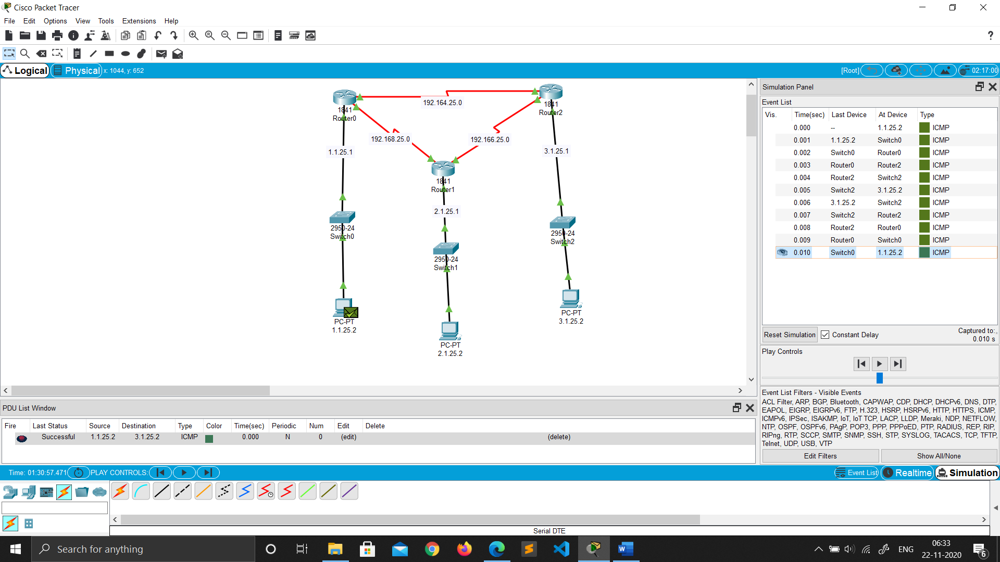 Cisco Packet Tracer
File Edit Options View Tools Extensions Help
Logical Physical x: 1044, y: 652 [Root] 02:17:00
192.164.25.0
1841
Router0
1841
Router2
192.168.25.0
192.166.25.0
1.1.25.1
3.1.25.1
1841
Router1
2.1.25.1
2950-24
Switch0
2950-24
Switch2
2950-24
Switch1
PC-PT
1.1.25.2
PC-PT
3.1.25.2
PC-PT
2.1.25.2
Simulation Panel
Event List
Vis. Time(sec) Last Device At Device Type
0.000 -- 1.1.25.2 ICMP
0.001 1.1.25.2 Switch0 ICMP
0.002 Switch0 Router0 ICMP
0.003 Router0 Router2 ICMP
0.004 Router2 Switch2 ICMP
0.005 Switch2 3.1.25.2 ICMP
0.006 3.1.25.2 Switch2 ICMP
0.007 Switch2 Router2 ICMP
0.008 Router2 Router0 ICMP
0.009 Router0 Switch0 ICMP
0.010 Switch0 1.1.25.2 ICMP
Reset Simulation Constant Delay Captured to:
0.010 s
Play Controls
Event List Filters - Visible Events
ACL Filter, ARP, BGP, Bluetooth, CAPWAP, CDP, DHCP, DHCPv6, DNS, DTP,
EAPOL, EIGRP, EIGRPv6, FTP, H.323, HSRP, HSRPv6, HTTP, HTTPS, ICMP,
ICMPv6, IPSec, ISAKMP, IoT, IoT TCP, LACP, LLDP, Meraki, NDP, NETFLOW,
NTP, OSPF, OSPFv6, PAgP, POP3, PPP, PPPoED, PTP, RADIUS, REP, RIP,
RIPng, RTP, SCCP, SMTP, SNMP, SSH, STP, SYSLOG, TACACS, TCP, TFTP,
Telnet, UDP, USB, VTP
Edit Filters Show All/None
PDU List Window
Fire Last Status Source Destination Type Color Time(sec) Periodic Num Edit Delete
Successful 1.1.25.2 3.1.25.2 ICMP 0.000 N 0 (edit) (delete)
Time: 01:30:57.471 PLAY CONTROLS: Event List Realtime Simulation
Serial DTE
Search for anything
ENG
06:33
22-11-2020
6